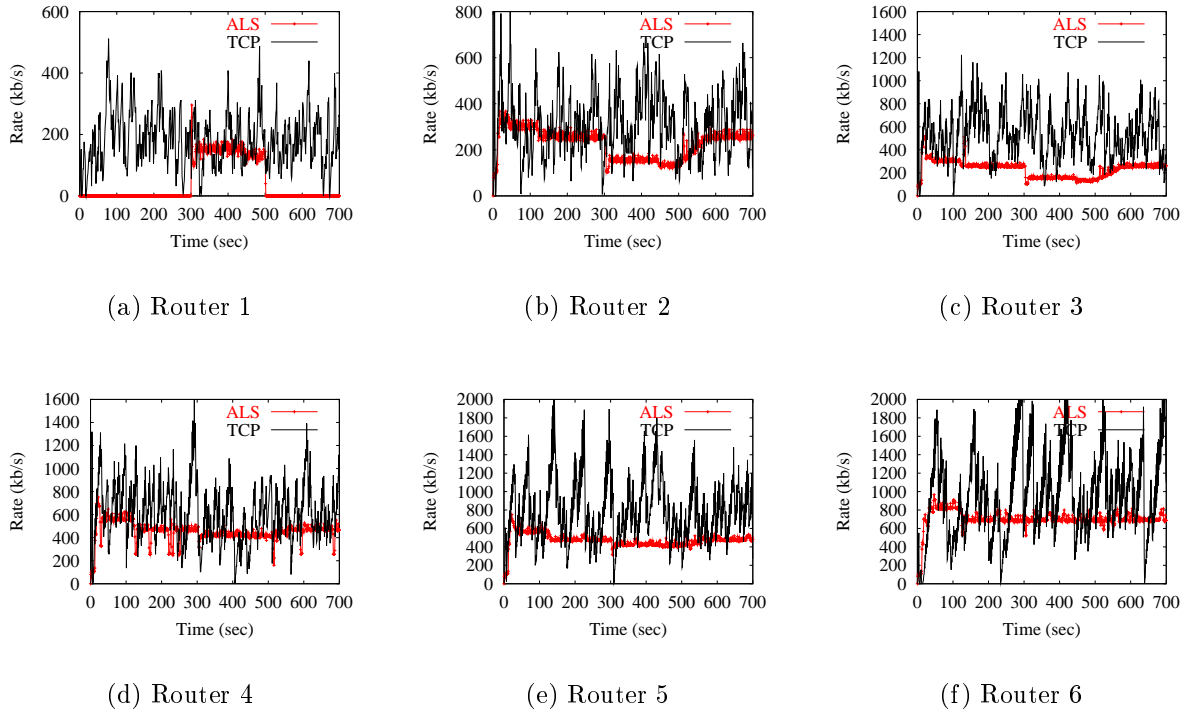 600
400
200
0
Rate (kb/s)
ALS
TCP
0 100 200 300 400 500 600 700
Time (sec)
(a) Router 1
800
600
400
200
0
Rate (kb/s)
ALS
TCP
0 100 200 300 400 500 600 700
Time (sec)
(b) Router 2
1600
1400
1200
1000
800
600
400
200
0
Rate (kb/s)
ALS
TCP
0 100 200 300 400 500 600 700
Time (sec)
(c) Router 3
1600
1400
1200
1000
800
600
400
200
0
Rate (kb/s)
ALS
TCP
0 100 200 300 400 500 600 700
Time (sec)
(d) Router 4
2000
1800
1600
1400
1200
1000
800
600
400
200
0
Rate (kb/s)
ALS
TCP
0 100 200 300 400 500 600 700
Time (sec)
(e) Router 5
2000
1800
1600
1400
1200
1000
800
600
400
200
0
Rate (kb/s)
ALS
TCP
0 100 200 300 400 500 600 700
Time (sec)
(f) Router 6